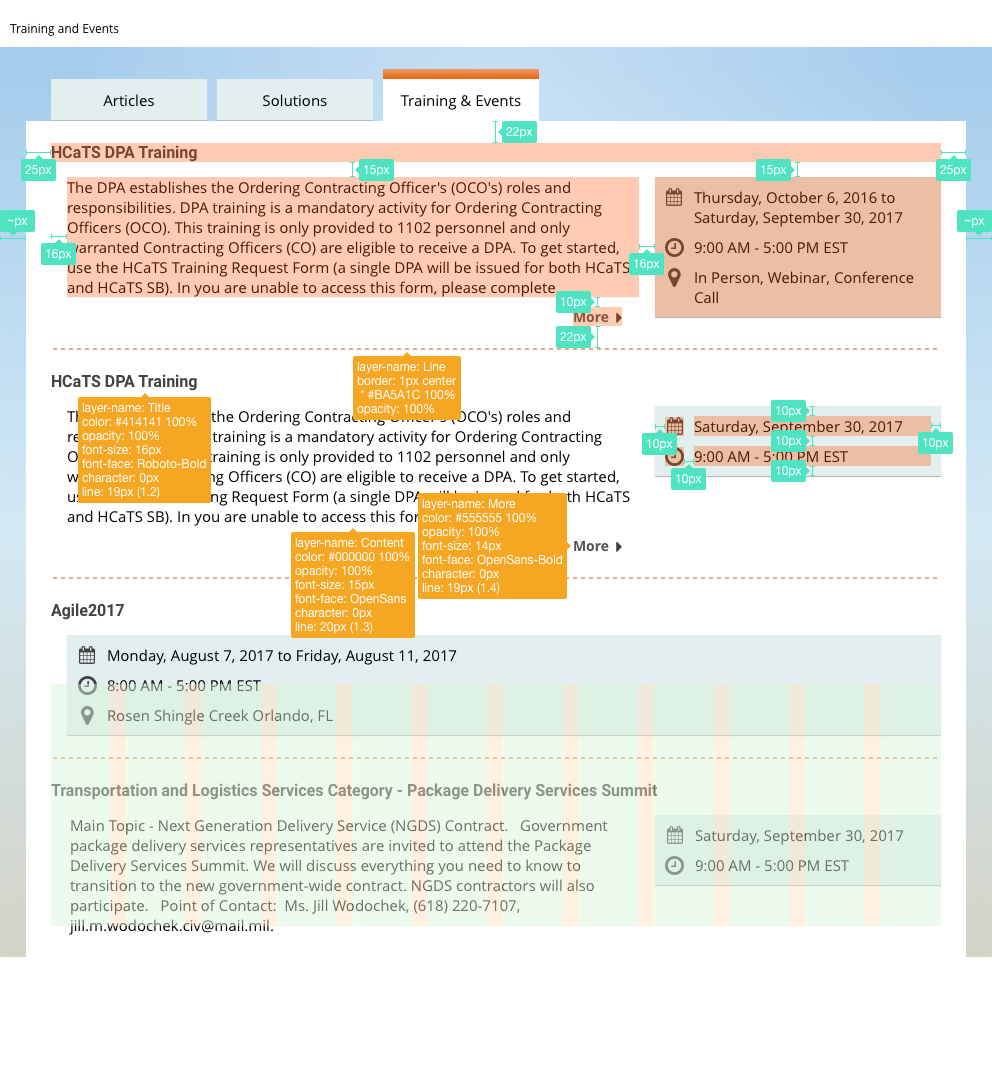 Training and Events
Articles
Solutions
Training & Events
22px
HCaTS DPA Training
25px
15px
15px
25px
The DPA establishes the Ordering Contracting Officer's (OCO's) roles and
responsibilities. DPA training is a mandatory activity for Ordering Contracting
Officers (OCO). This training is only provided to 1102 personnel and only
warranted Contracting Officers (CO) are eligible to receive a DPA. To get started,
use the HCaTS Training Request Form (a single DPA will be issued for both HCaTS
and HCaTS SB). In you are unable to access this form, please complete
Thursday, October 6, 2016 to
Saturday, September 30, 2017
9:00 AM - 5:00 PM EST
In Person, Webinar, Conference
Call
~px
~px
16px
16px
10px
More
22px
layer-name: Line
border: 1px center
* #BA5A1C 100%
opacity: 100%
HCaTS DPA Training
layer-name: Title
color: #414141 100%
opacity: 100%
font-size: 16px
font-face: Roboto-Bold
character: 0px
line: 19px (1.2)
the Ordering (OCO's) roles and
training is a mandatory activity for Ordering Contracting
training is only provided to 1102 personnel and only
Officers (CO) are eligible to receive a DPA. To get started,
Request Form (a single DPA both HCaTS
and HCaTS SB). In you are unable to access this
10px
Saturday, September 30, 2017
10px
10px
10px
9:00 AM - 5:00 PM EST
10px
10px
layer-name: More
color: #555555 100%
opacity: 100%
font-size: 14px
font-face: OpenSans-Bold
character: 0px
line: 19px (1.4)
More
layer-name: Content
color: #000000 100%
opacity: 100%
font-size: 15px
font-face: OpenSans
character: 0px
line: 20px (1.3)
Agile2017
Monday, August 7, 2017 to Friday, August 11, 2017
8:00 AM - 5:00 PM EST
Rosen Shingle Creek Orlando, FL
Transportation and Logistics Services Category - Package Delivery Services Summit
Main Topic - Next Generation Delivery Service (NGDS) Contract. Government
package delivery services representatives are invited to attend the Package
Delivery Services Summit. We will discuss everything you need to know to
transition to the new government-wide contract. NGDS contractors will also
participate. Point of Contact: Ms. Jill Wodochek, (618) 220-7107,
jill.m.wodochek.civ@mail.mil.
Saturday, September 30, 2017
9:00 AM - 5:00 PM EST